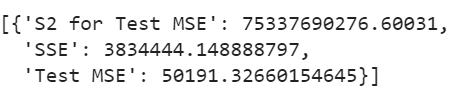 [{'S2 for Test MSE': 75337690276.60031,
'SSE': 3834444.148888797,
'Test MSE': 50191.32660154645}]